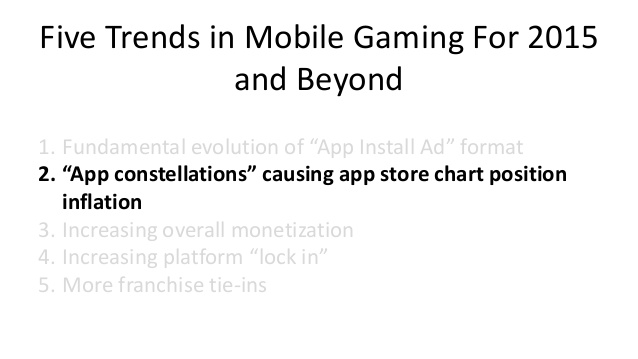 Five Trends in Mobile Gaming For 2015
and Beyond
1. Fundamental evolution of “App Install Ad” format
2. “App constellations” causing app store chart position
inflation
3. Increasing overall monetization
4. Increasing platform “lock in”
5. More franchise tie-ins